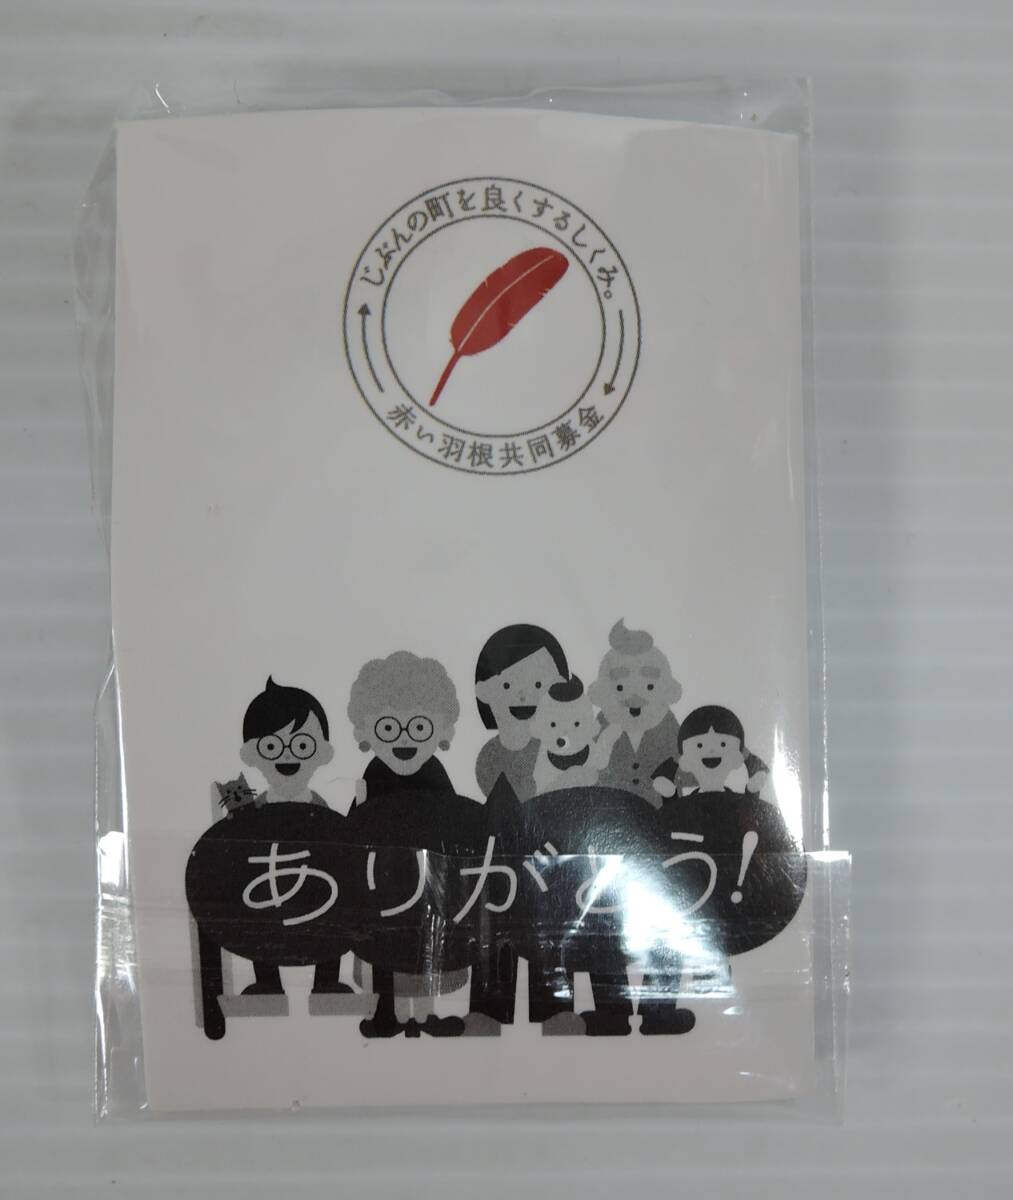 じぶんの町を良くするしくみ。
赤い羽根共同募金
ありがとう!